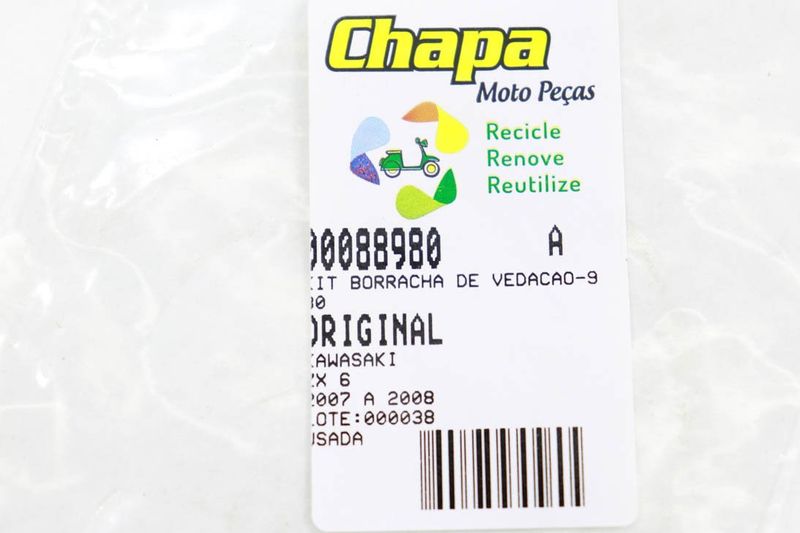 Chapa
Moto Peças
Recicle
Renove
Reutilize
00088980 A
KIT BORRACHA DE VEDACAO-9
80
ORIGINAL
KAWASAKI
ZX 6
2007 A 2008
LOTE:000038
USADA